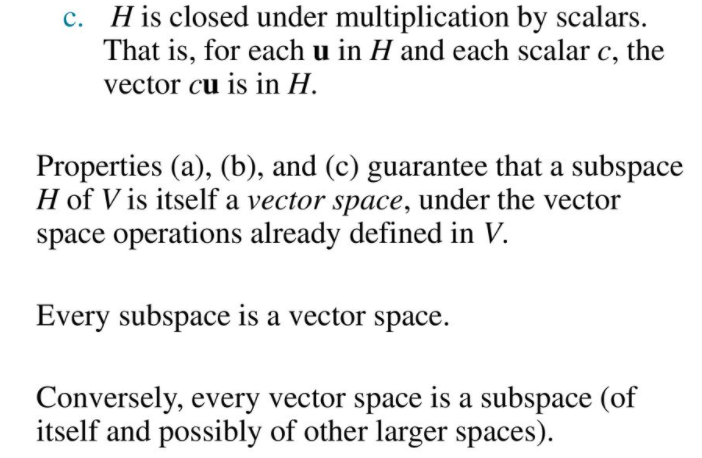 c. H is closed under multiplication by scalars.
That is, for each u in H and each scalar c, the
vector cu is in H.
Properties (a), (b), and (c) guarantee that a subspace
H of V is itself a vector space, under the vector
space operations already defined in V.
Every subspace is a vector space.
Conversely, every vector space is a subspace (of
itself and possibly of other larger spaces).